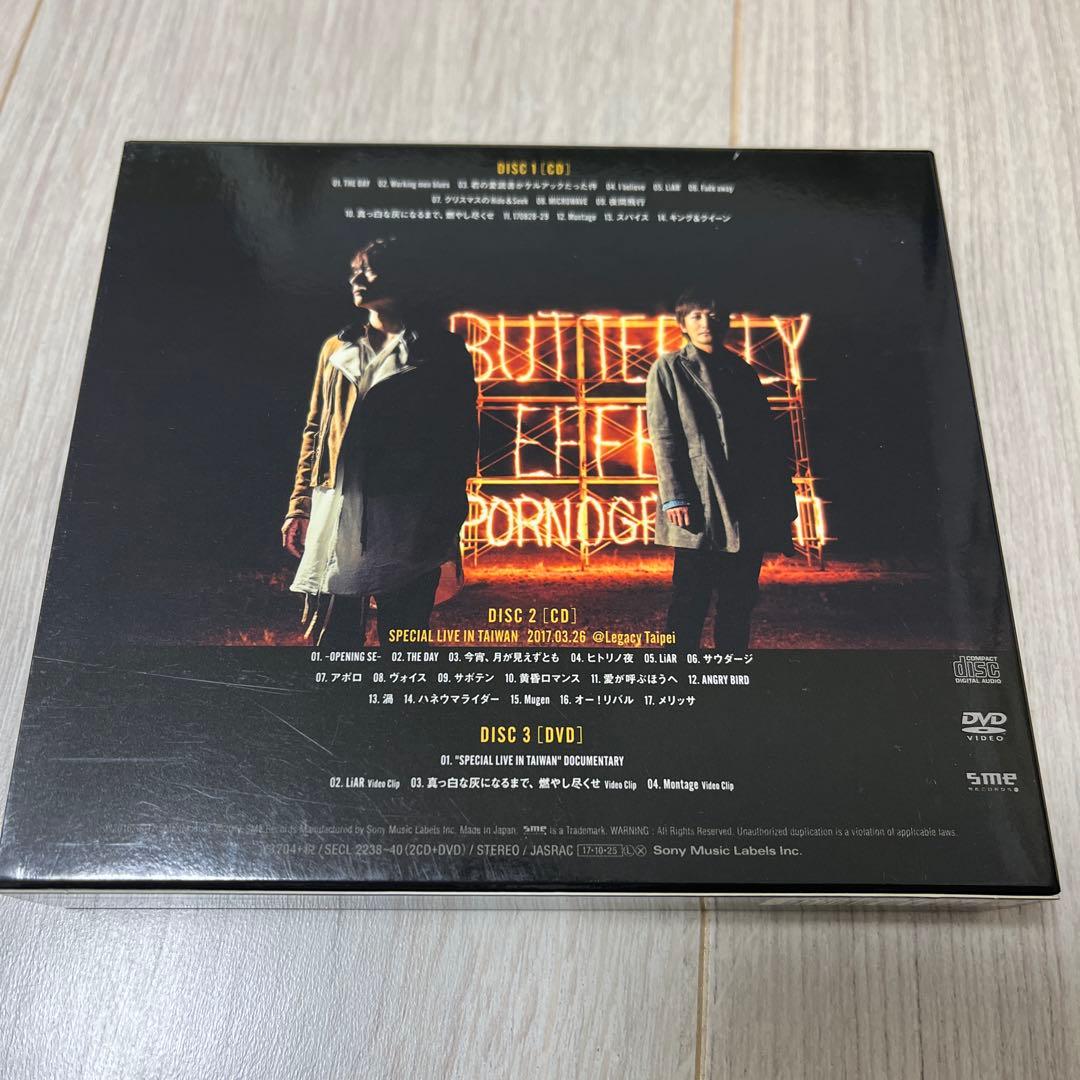 DISC 1 [CD]
01. THE DAY 02. Working men blues 03. 君の愛読書がケルアックだった件 04. I believe 05. LiAR 06. Fade away
07. クリスマスのHide&Seek 08. MICROWAVE 09. 夜間飛行
10. 真っ白な灰になるまで、燃やし尽くせ 11. 170828-29 12. Montage 13. スパイス 14. キング&クイーン
BUTTERFLY
EFFE
PORNOGR
DISC 2 [CD]
SPECIAL LIVE IN TAIWAN 2017.03.26 @Legacy Taipei
01. -OPENING SE- 02. THE DAY 03. 今宵、月が見えずとも 04. ヒトリノ夜 05. LiAR 06. サウダージ
07. アポロ 08. ヴォイス 09. サボテン 10. 黄昏ロマンス 11. 愛が呼ぶほうへ 12. ANGRY BIRD
13. 渦 14. ハネウマライダー 15. Mugen 16. オー！リバル 17. メリッサ
COMPACT
disc
DIGITAL AUDIO
DISC 3 [DVD]
01. "SPECIAL LIVE IN TAIWAN" DOCUMENTARY
02. LiAR Video Clip 03. 真っ白な灰になるまで、燃やし尽くせ Video Clip 04. Montage Video Clip
DVD
VIDEO
sme
SME Records Manufactured by Sony Music Labels Inc. Made in Japan. sme is a Trademark. WARNING : All Rights Reserved. Unauthorized duplication is a violation of applicable laws.
SECL 2238~40 (2CD+DVD) / STEREO / JASRAC 17・10・25 Ⓛ Ⓧ Sony Music Labels Inc.